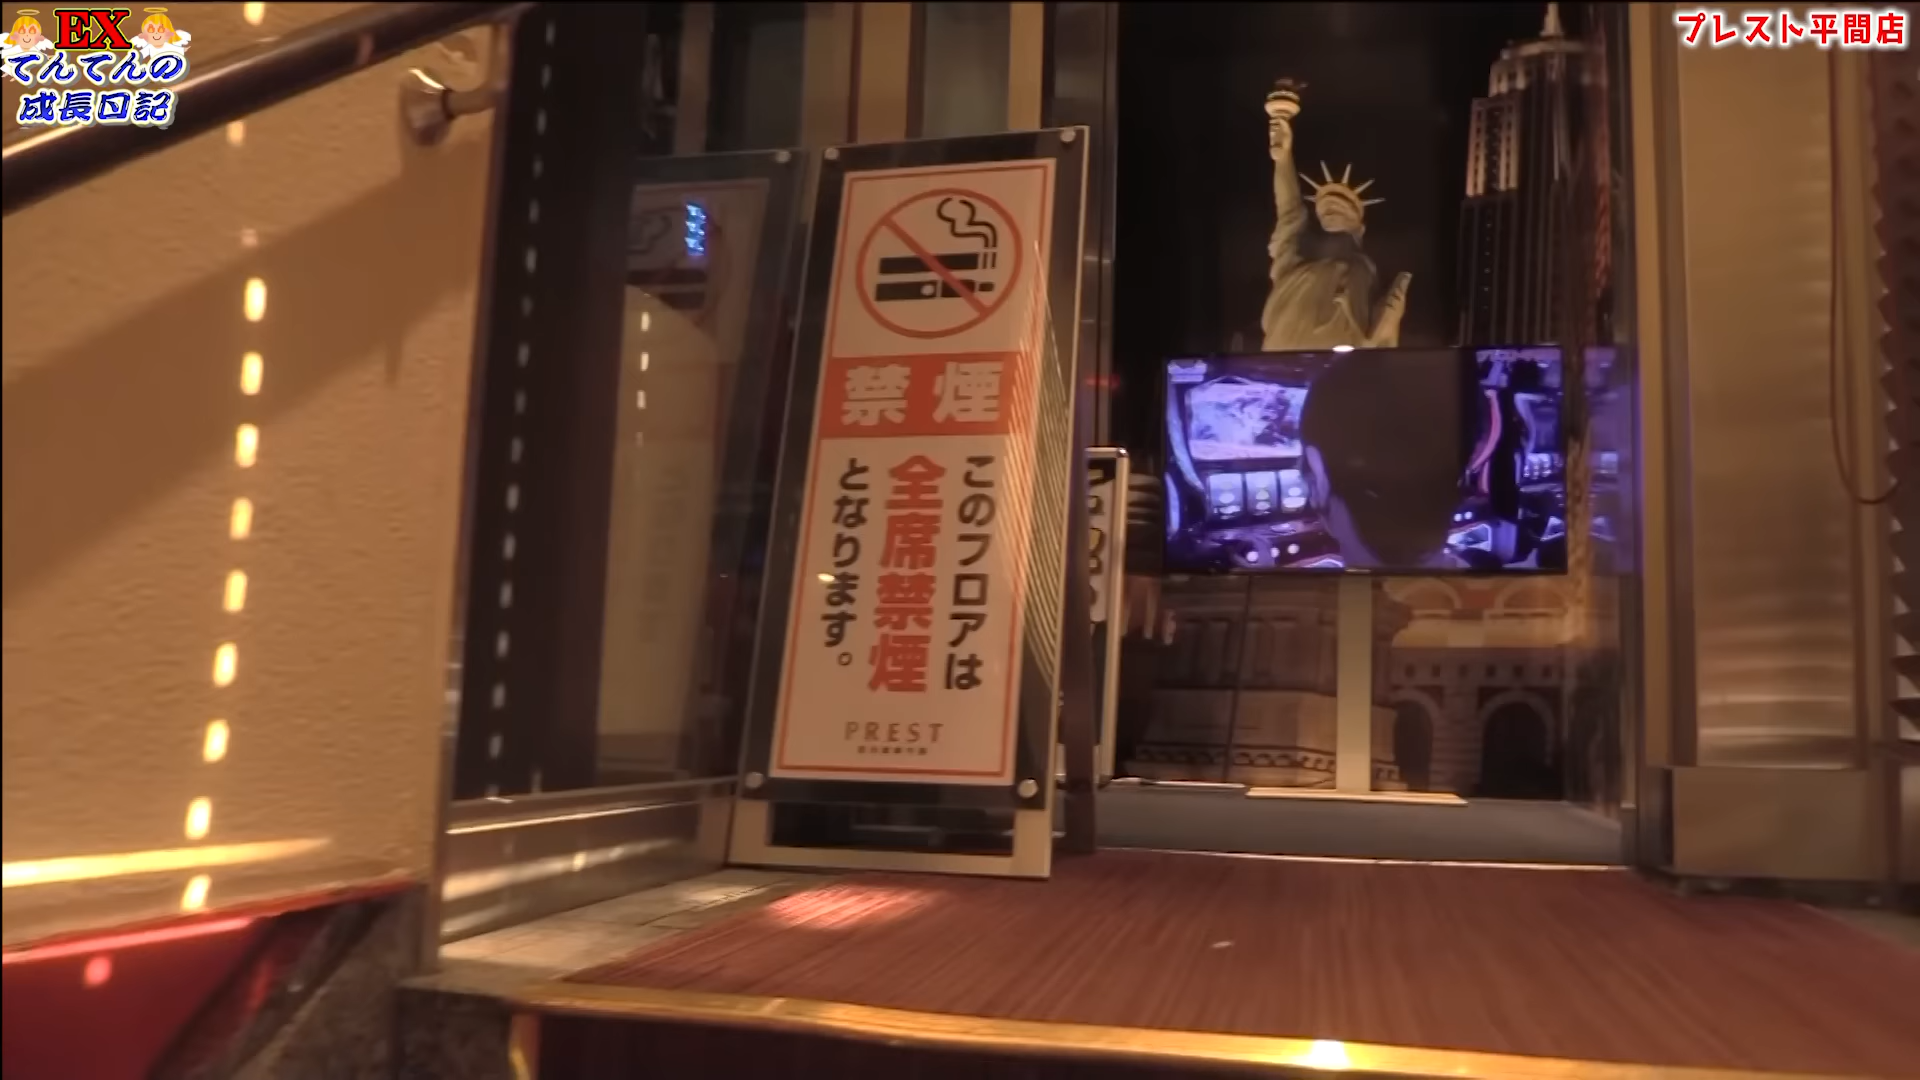 EX
てんてんの
成長日記
プレスト平間店
禁煙
このフロアは
全席禁煙
となります。
PREST